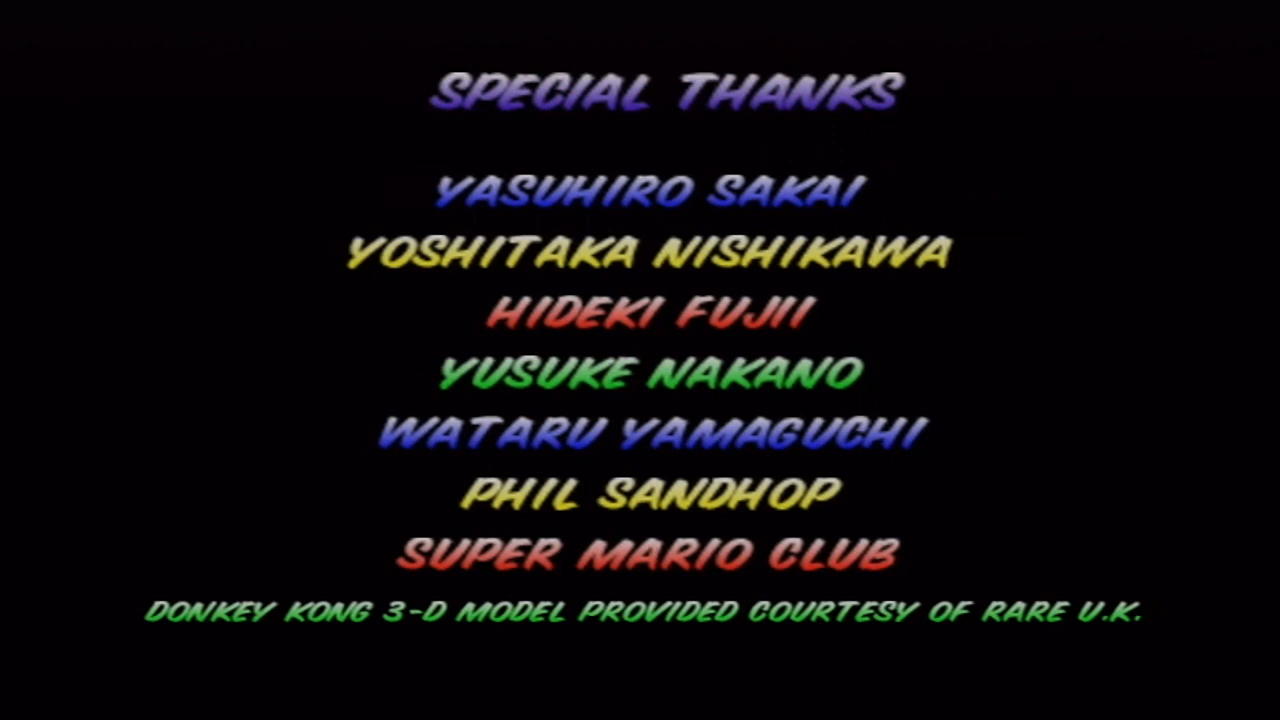 SPECIAL THANKS
YASUHIRO SAKAI
YOSHITAKA NISHIKAWA
HIDEKI FUJII
YUSUKE NAKANO
WATARU YAMAGUCHI
PHIL SANDHOP
SUPER MARIO CLUB
DONKEY KONG 3-D MODEL PROVIDED COURTESY OF RARE U.K.